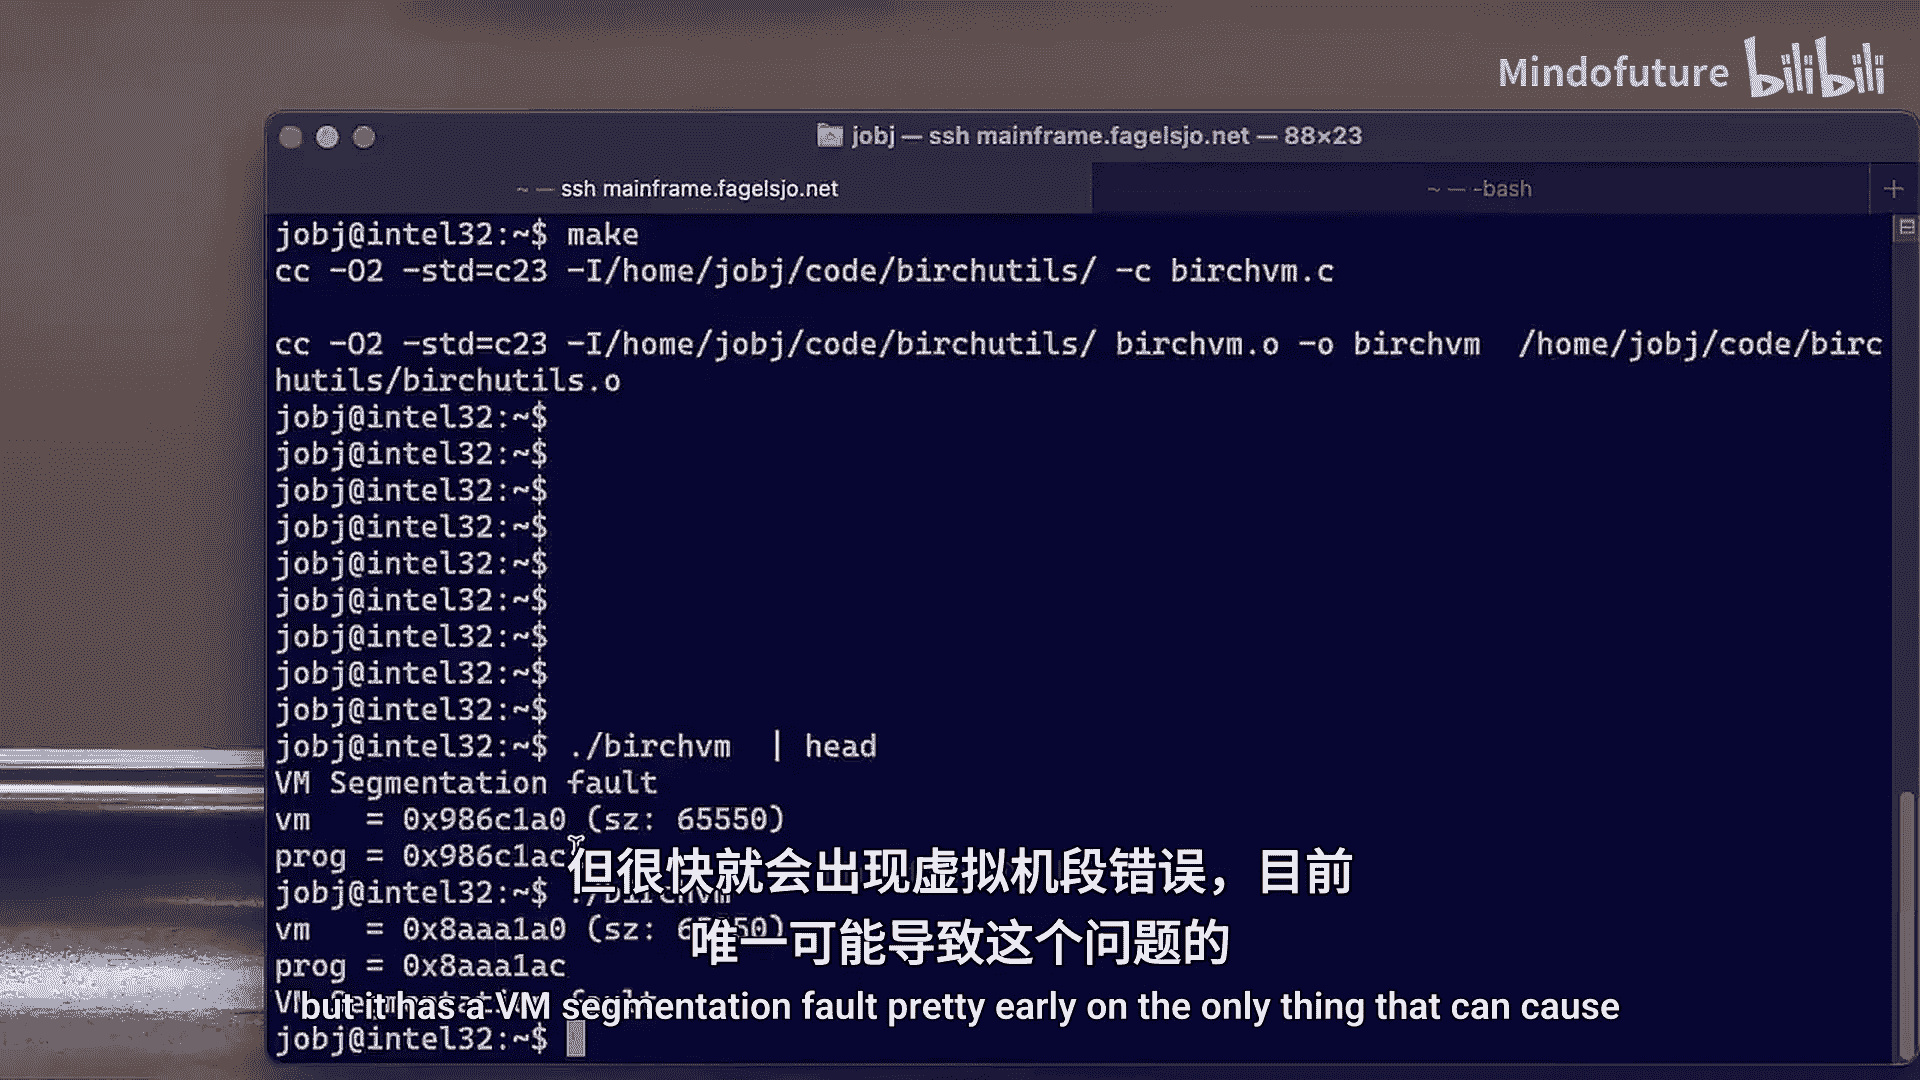 Mindofuture bilibili
jobj — ssh mainframe.fagelsjo.net — 88×23
~ — ssh mainframe.fagelsjo.net
~ — -bash
+
jobj@intel32:~$ make
cc -O2 -std=c23 -I/home/jobj/code/birchutils/ -c birchvm.c
cc -O2 -std=c23 -I/home/jobj/code/birchutils/ birchvm.o -o birchvm  /home/jobj/code/birc
hutils/birchutils.o
jobj@intel32:~$
jobj@intel32:~$
jobj@intel32:~$
jobj@intel32:~$
jobj@intel32:~$
jobj@intel32:~$
jobj@intel32:~$
jobj@intel32:~$
jobj@intel32:~$
jobj@intel32:~$ ./birchvm  | head
VM Segmentation fault
vm   = 0x986c1a0 (sz: 65550)
prog = 0x986c1ac
但很快就会出现虚拟机段错误，目前
jobj@intel32:~$ ./birchvm
vm   = 0x8aaa1a0 (sz: 65550)
唯一可能导致这个问题的
prog = 0x8aaa1ac
VM Segmentation fault
but it has a VM segmentation fault pretty early on the only thing that can cause
jobj@intel32:~$